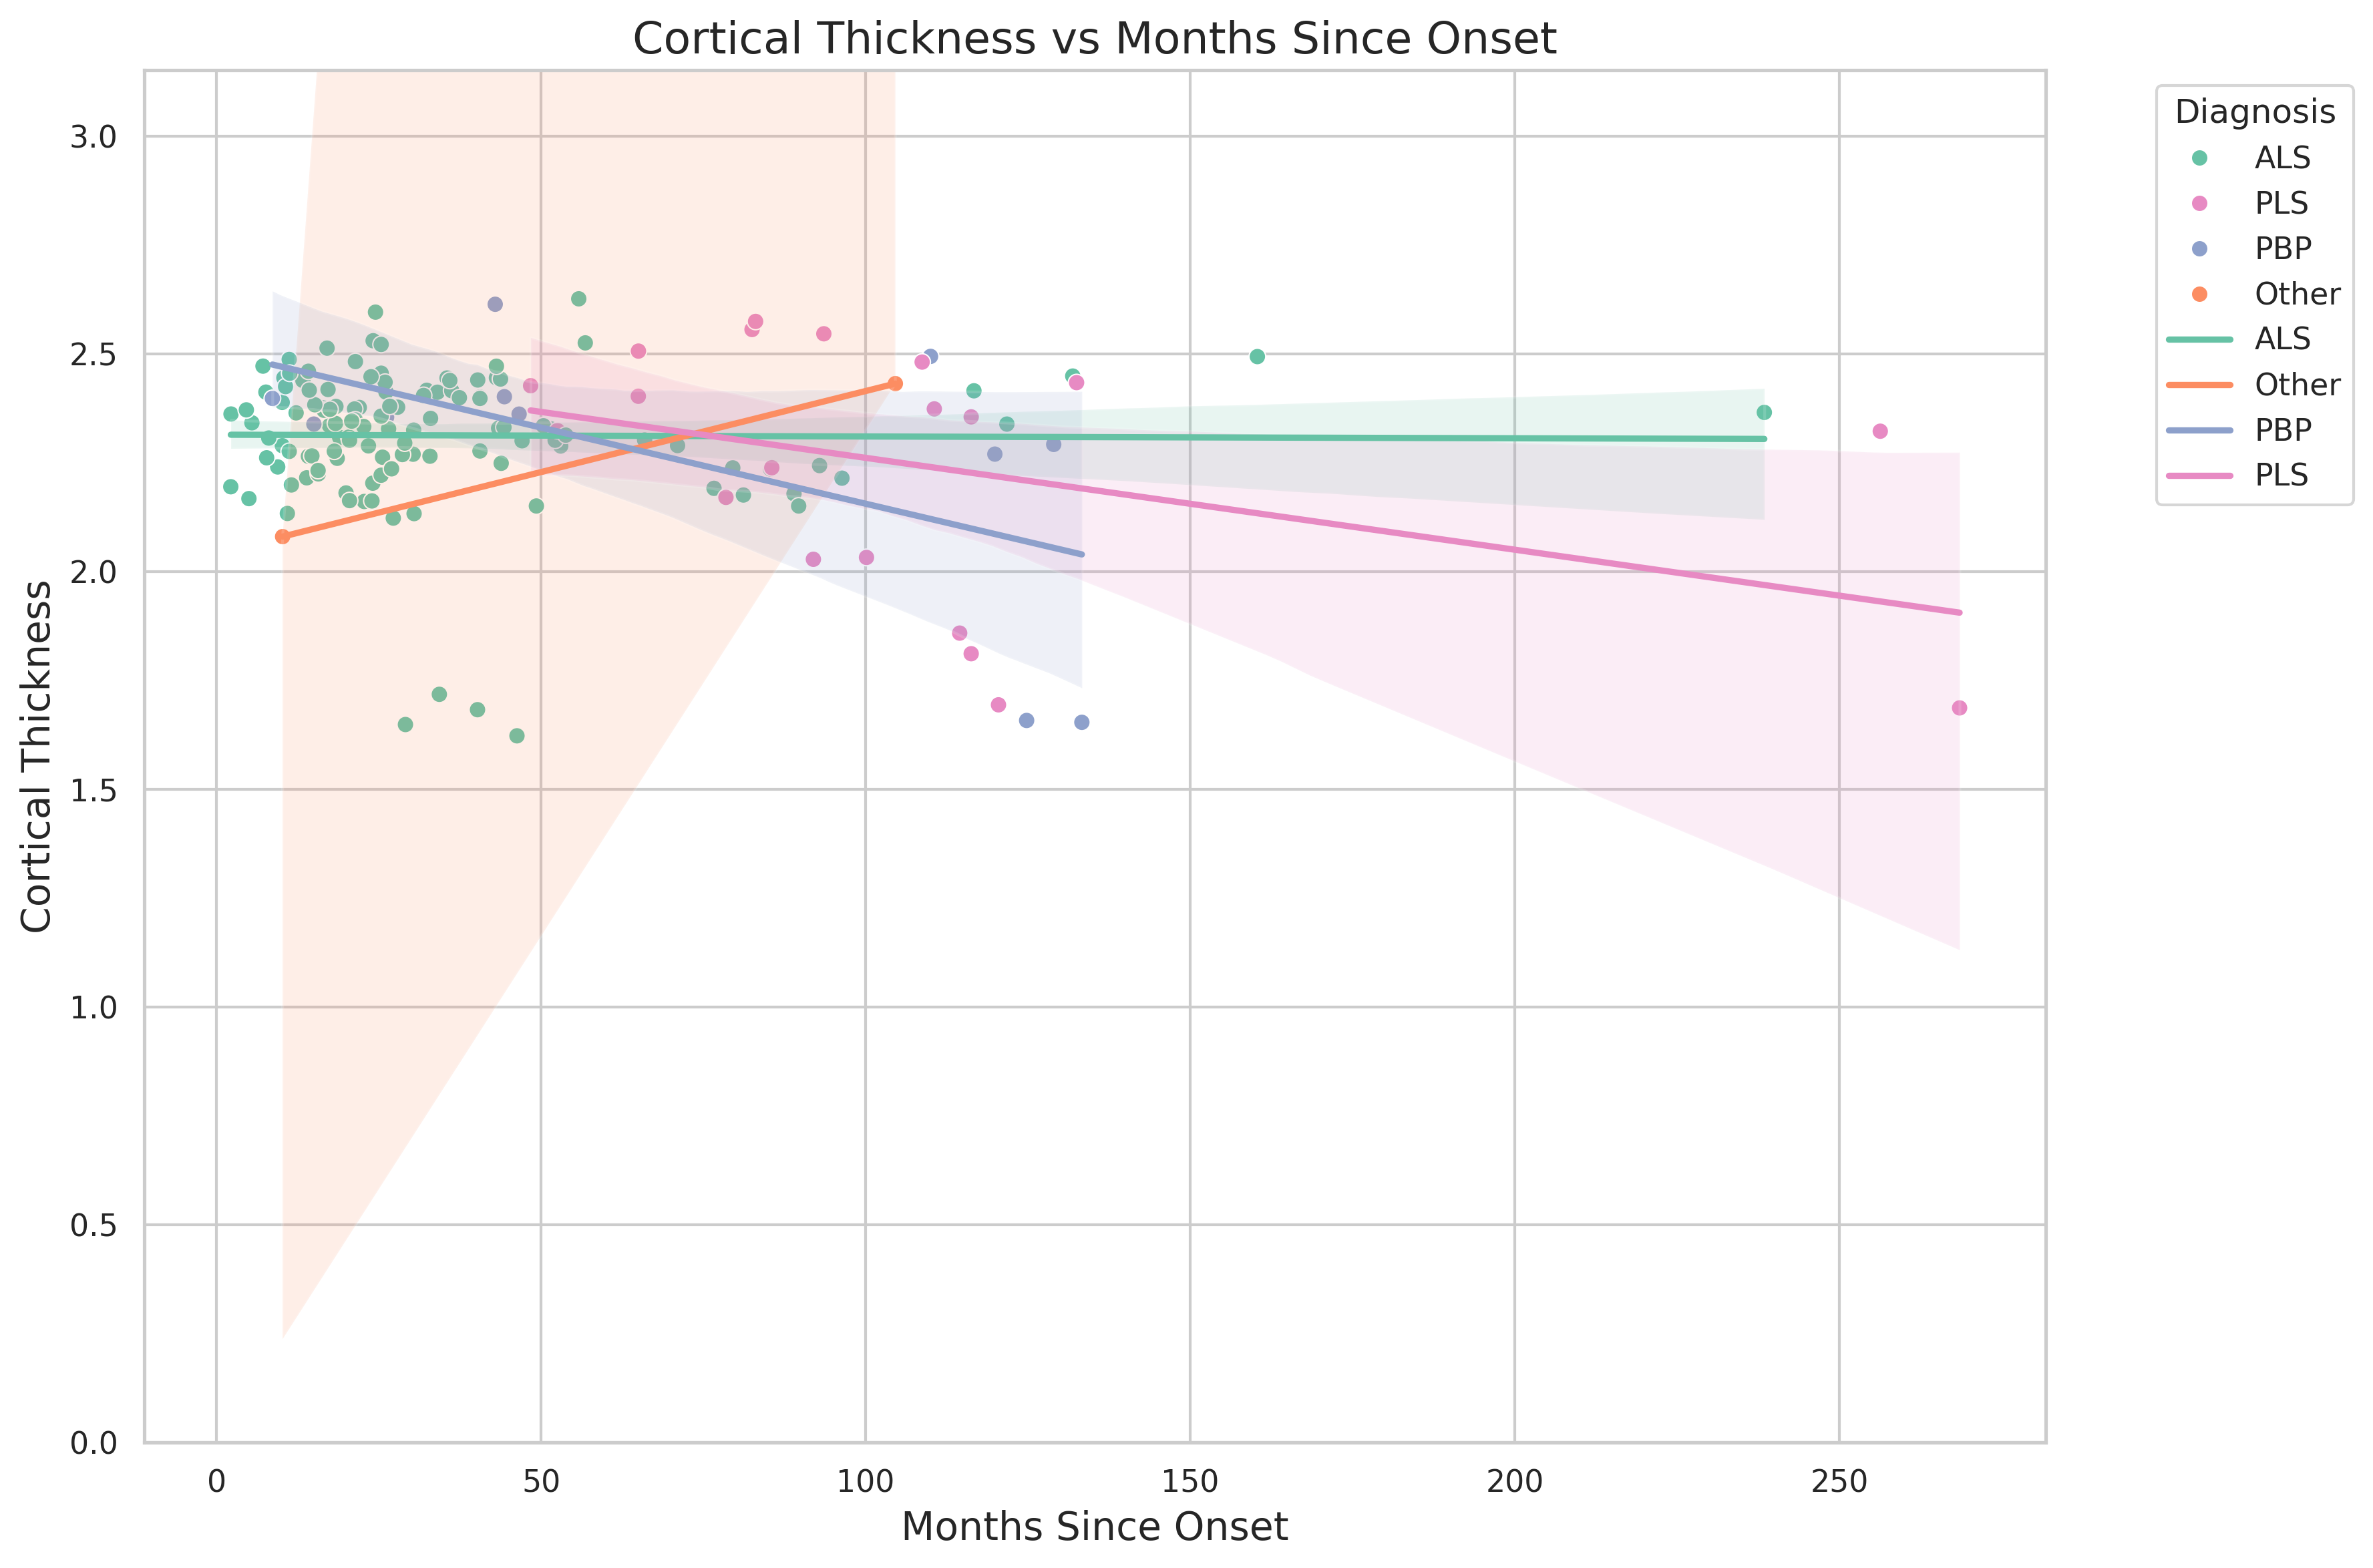 Cortical Thickness vs Months Since Onset
3.0
2.5
2.0
1.5
1.0
0.5
0.0
Cortical Thickness
0
50
100
150
200
250
Months Since Onset
Diagnosis
ALS
PLS
PBP
Other
ALS
Other
PBP
PLS